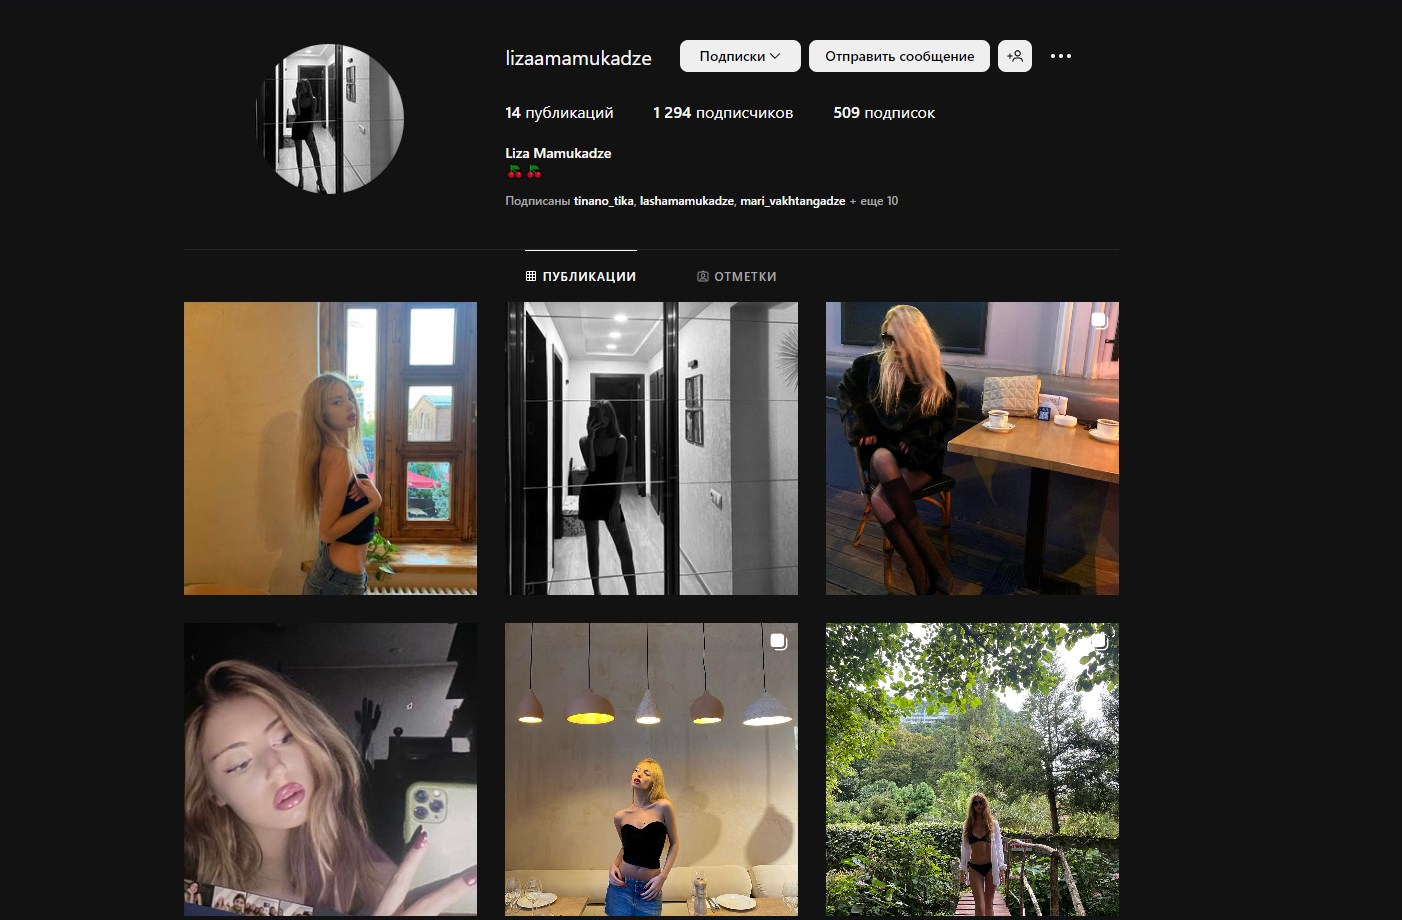 lizaamamukadze
Подписки
Отправить сообщение
14 публикаций
1 294 подписчиков
509 подписок
Liza Mamukadze
🍒🍒
Подписаны tinano_tika, lashamamukadze, mari_vakhtangadze + еще 10
ПУБЛИКАЦИИ
ОТМЕТКИ